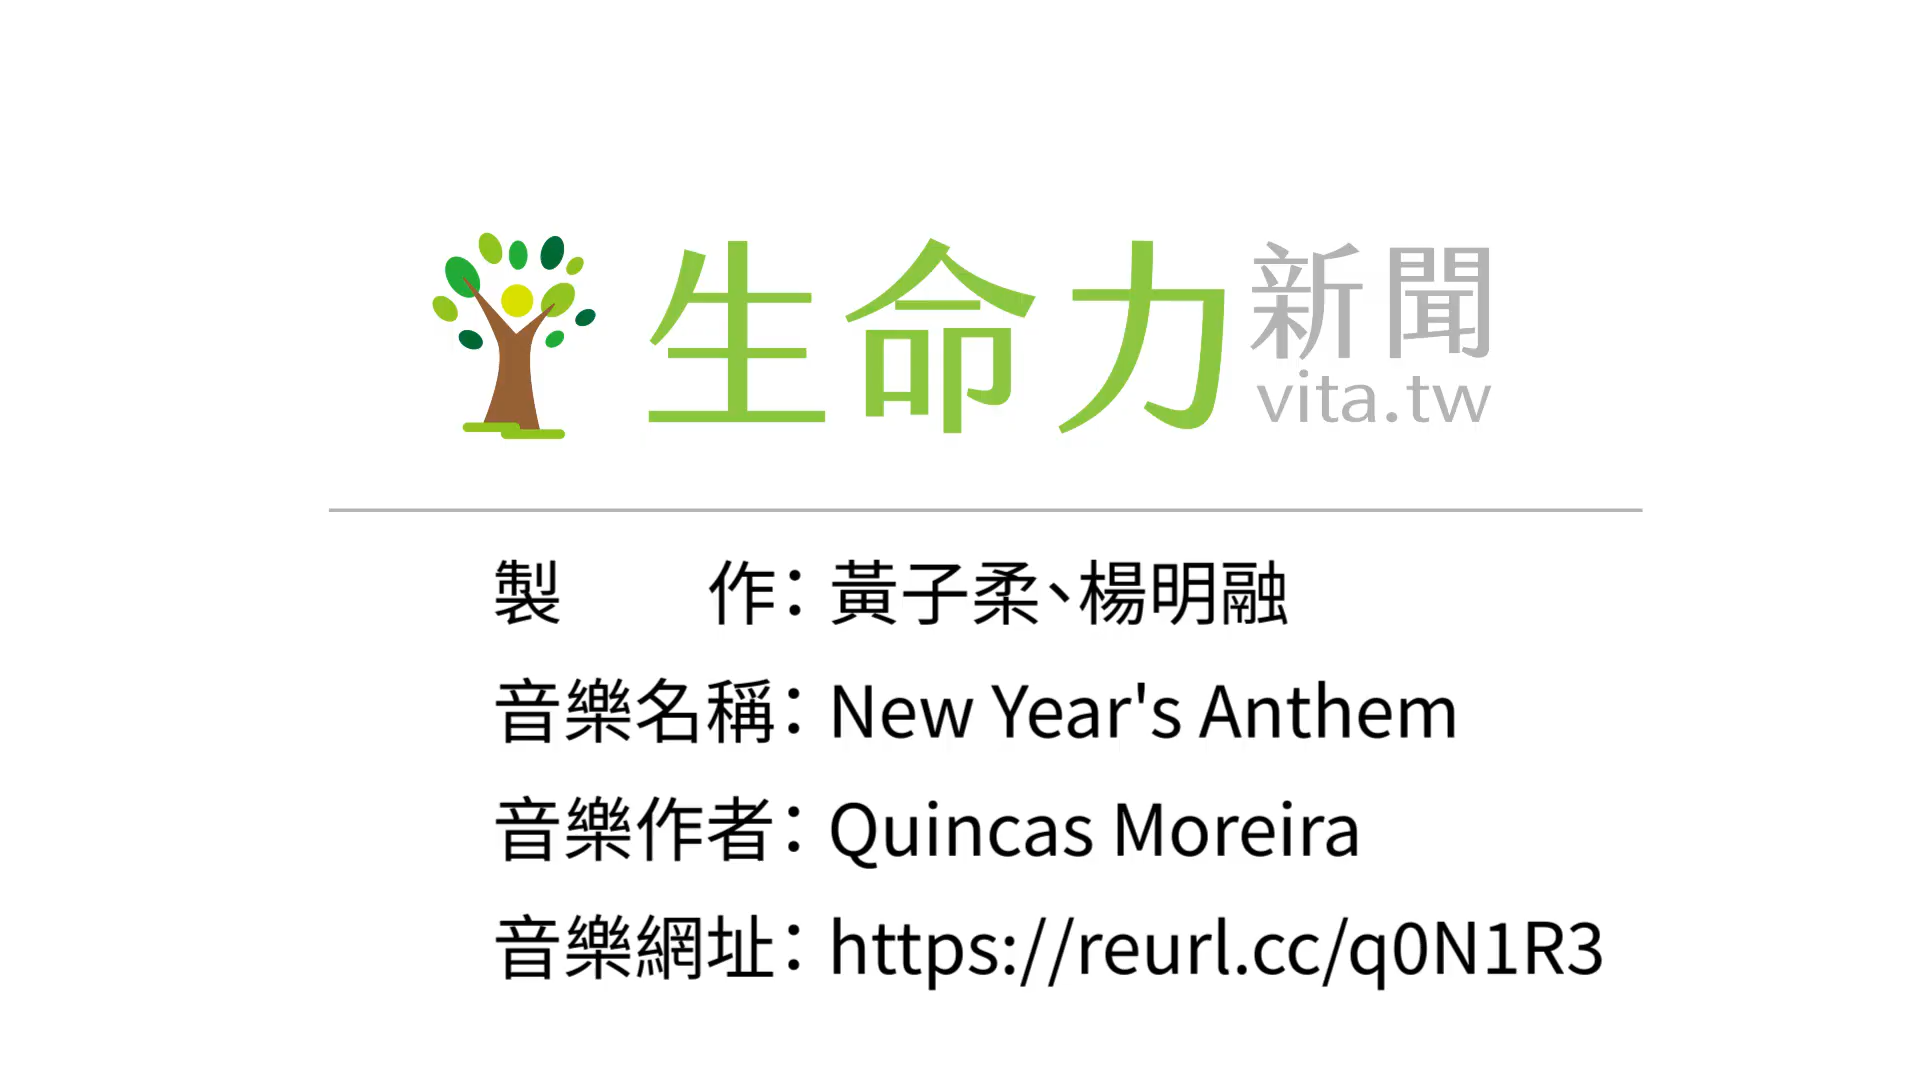 生命力新聞
vita.tw
製　　作：黃子柔、楊明融
音樂名稱：New Year's Anthem
音樂作者：Quincas Moreira
音樂網址：https://reurl.cc/q0N1R3